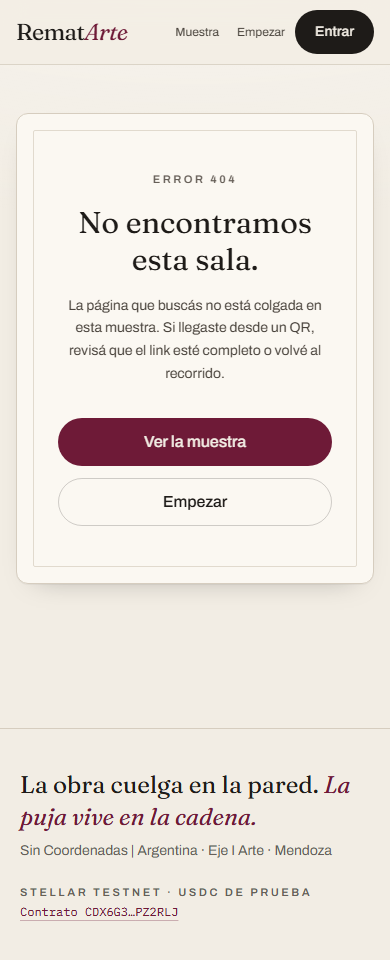 RematArte
Muestra
Empezar
Entrar
ERROR 404
No encontramos
esta sala.
La página que buscás no está colgada en
esta muestra. Si llegaste desde un QR,
revisá que el link esté completo o volvé al
recorrido.
Ver la muestra
Empezar
La obra cuelga en la pared. La
puja vive en la cadena.
Sin Coordenadas | Argentina · Eje I Arte · Mendoza
STELLAR TESTNET · USDC DE PRUEBA
Contrato CDX6G3…PZ2RLJ